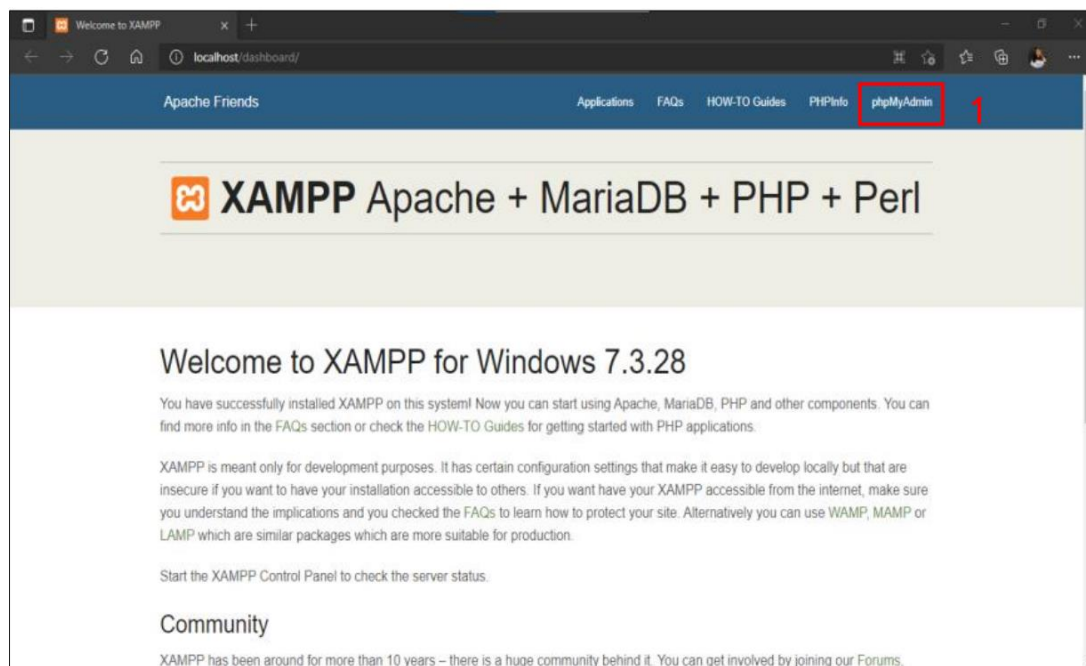 Welcome to XAMPP
localhost/dashboard/
Apache Friends
Applications
FAQs
HOW-TO Guides
PHPInfo
phpMyAdmin
1
XAMPP Apache + MariaDB + PHP + Perl
Welcome to XAMPP for Windows 7.3.28
You have successfully installed XAMPP on this system! Now you can start using Apache, MariaDB, PHP and other components. You can
find more info in the FAQs section or check the HOW-TO Guides for getting started with PHP applications.
XAMPP is meant only for development purposes. It has certain configuration settings that make it easy to develop locally but that are
insecure if you want to have your installation accessible to others. If you want have your XAMPP accessible from the internet, make sure
you understand the implications and you checked the FAQs to learn how to protect your site. Alternatively you can use WAMP, MAMP or
LAMP which are similar packages which are more suitable for production.
Start the XAMPP Control Panel to check the server status.
Community
XAMPP has been around for more than 10 years – there is a huge community behind it. You can get involved by joining our Forums,